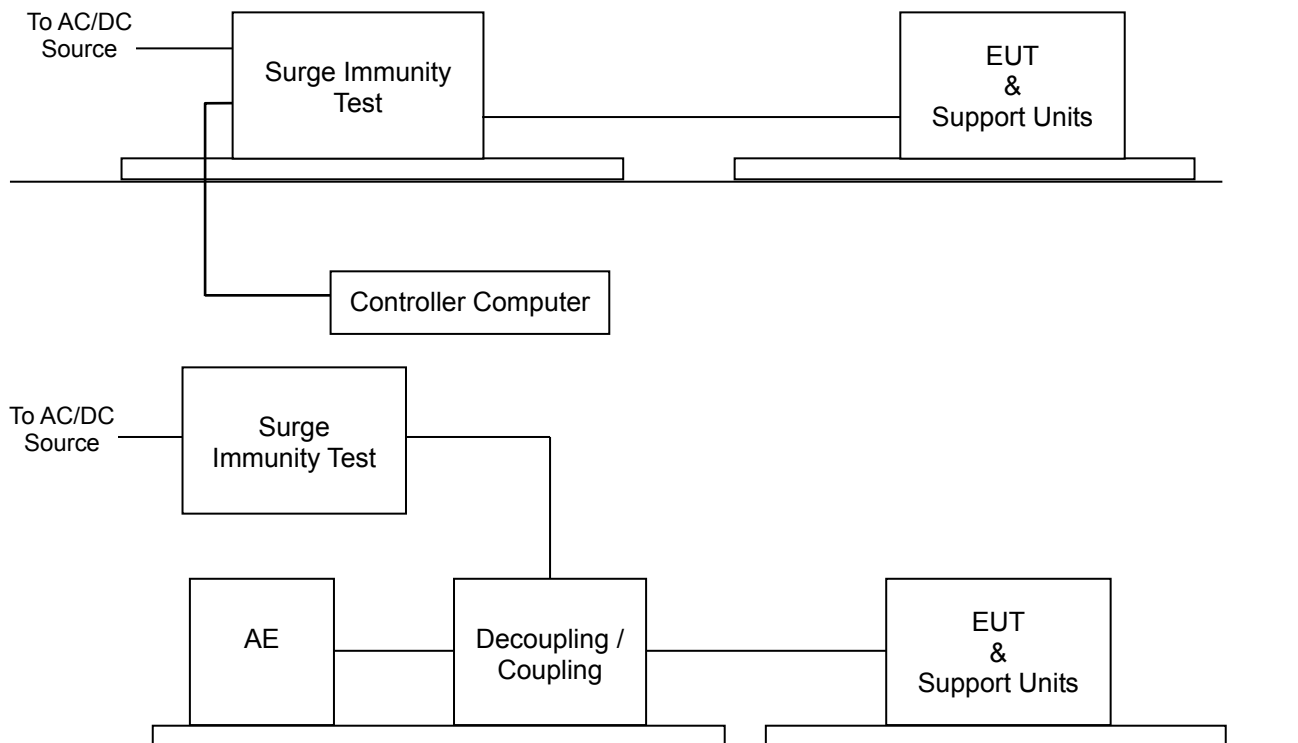 To AC/DC
Source
Surge Immunity
Test
EUT
&
Support Units
Controller Computer
To AC/DC
Source
Surge
Immunity Test
AE
Decoupling /
Coupling
EUT
&
Support Units